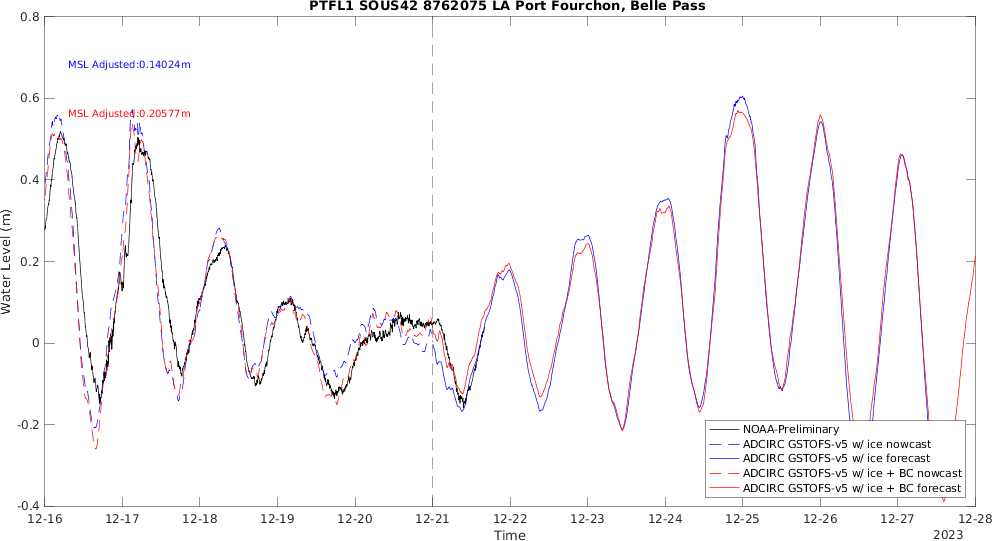 PTFL1 SOUS42 8762075 LA Port Fourchon, Belle Pass
0.8
0.6
0.4
0.2
0
-0.2
-0.4
Water Level (m)
MSL Adjusted:0.14024m
MSL Adjusted:0.20577m
NOAA-Preliminary
ADCIRC GSTOFS-v5 w/ ice nowcast
ADCIRC GSTOFS-v5 w/ ice forecast
ADCIRC GSTOFS-v5 w/ ice + BC nowcast
ADCIRC GSTOFS-v5 w/ ice + BC forecast
12-16 12-17 12-18 12-19 12-20 12-21 12-22 12-23 12-24 12-25 12-26 12-27 12-28
Time
2023